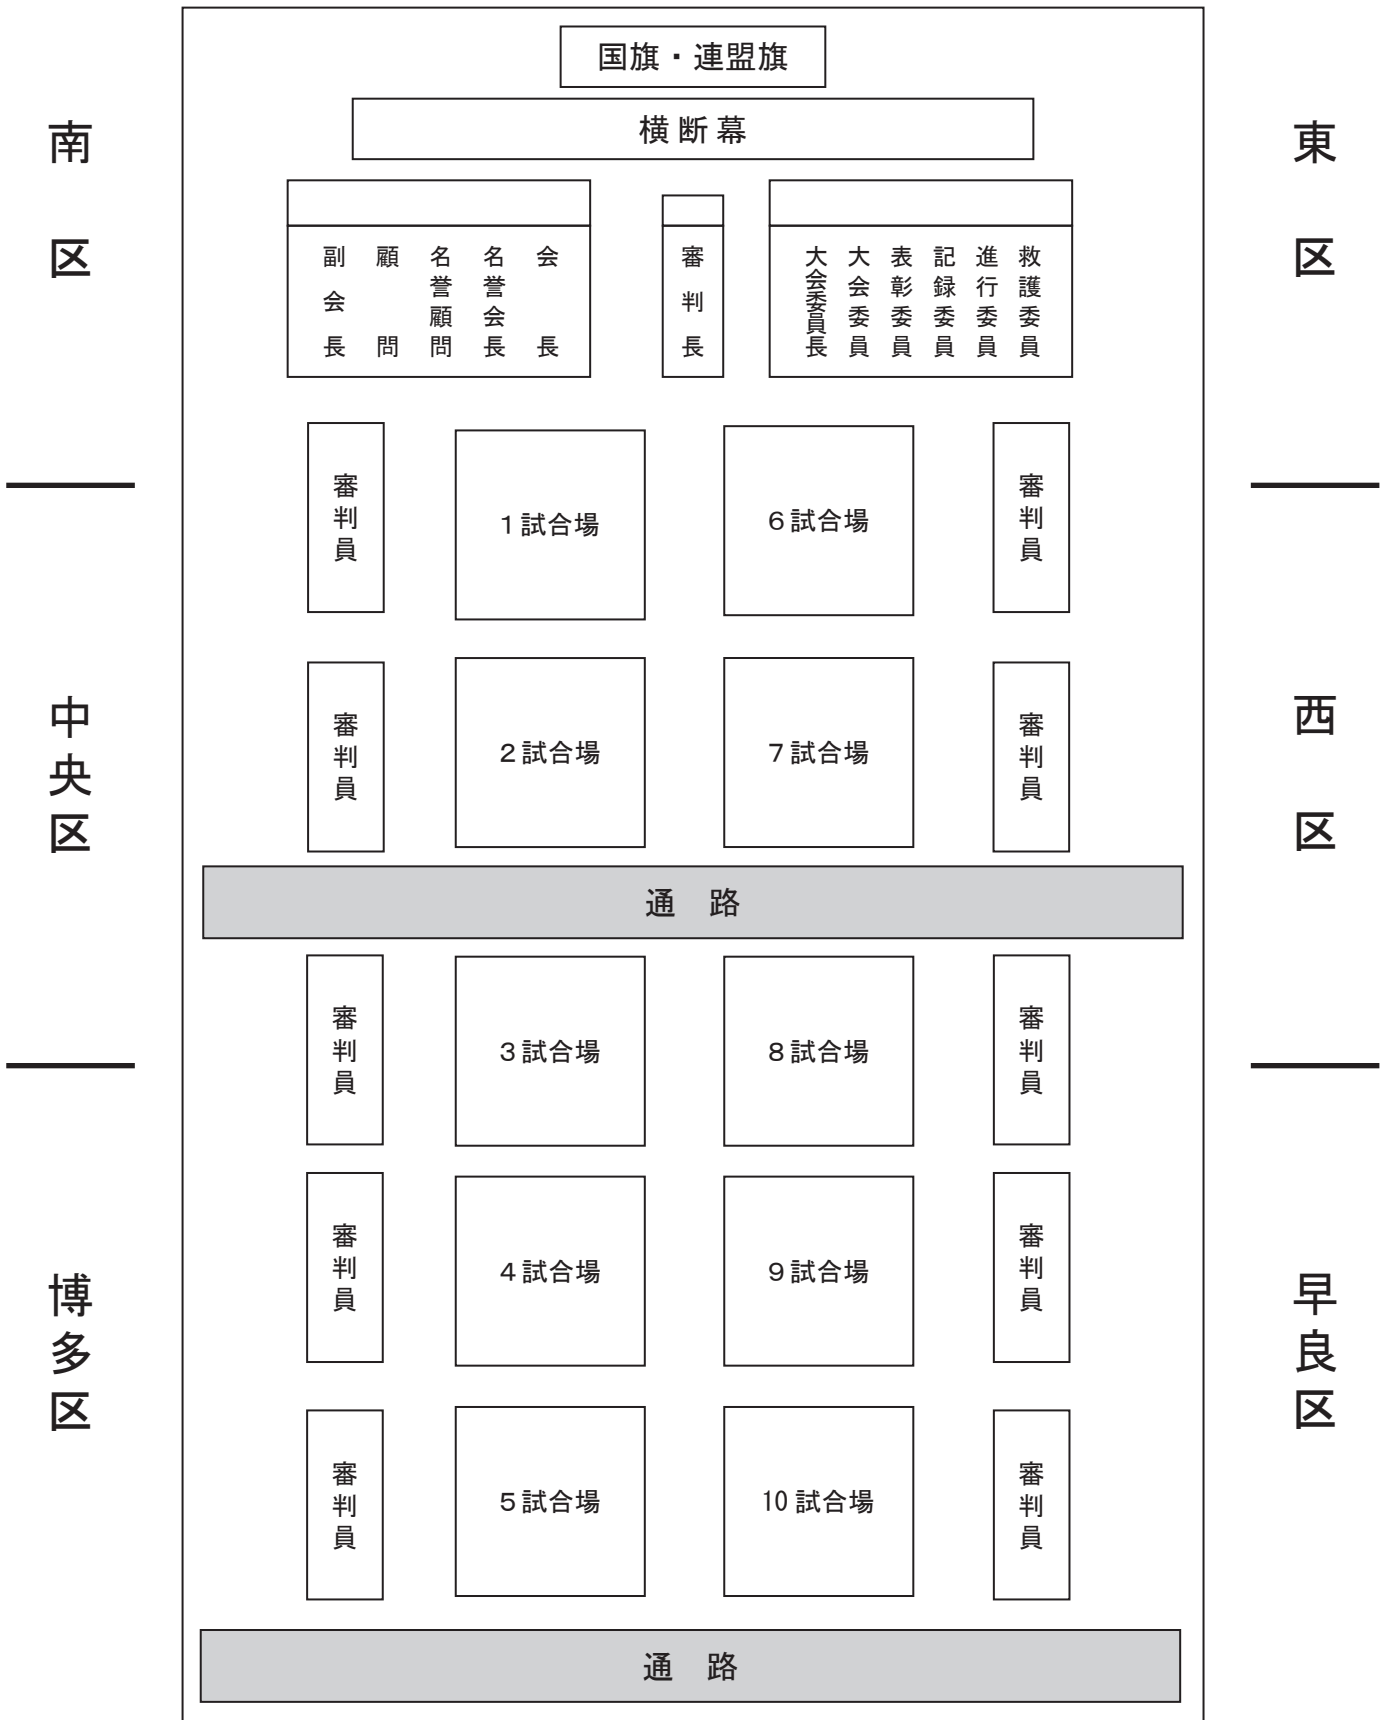 国旗・連盟旗
横断幕
南区
東区
副会長
顧問
名誉顧問
名誉会長
会長
審判長
大会委員長
大会委員
表彰委員
記録委員
進行委員
救護委員
審判員
1試合場
6試合場
審判員
中央区
西区
審判員
2試合場
7試合場
審判員
通路
審判員
3試合場
8試合場
審判員
博多区
早良区
審判員
4試合場
9試合場
審判員
審判員
5試合場
10試合場
審判員
通路